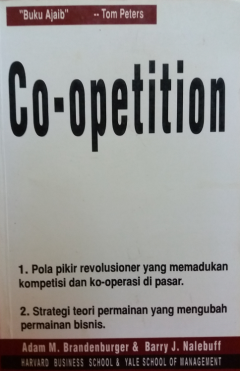 "Buku Ajaib" -- Tom Peters
Co-opetition
1. Pola pikir revolusioner yang memadukan
kompetisi dan ko-operasi di pasar.
2. Strategi teori permainan yang mengubah
permainan bisnis.
Adam M. Brandenburger & Barry J. Nalebuff
HARVARD BUSINESS SCHOOL & YALE SCHOOL OF MANAGEMENT